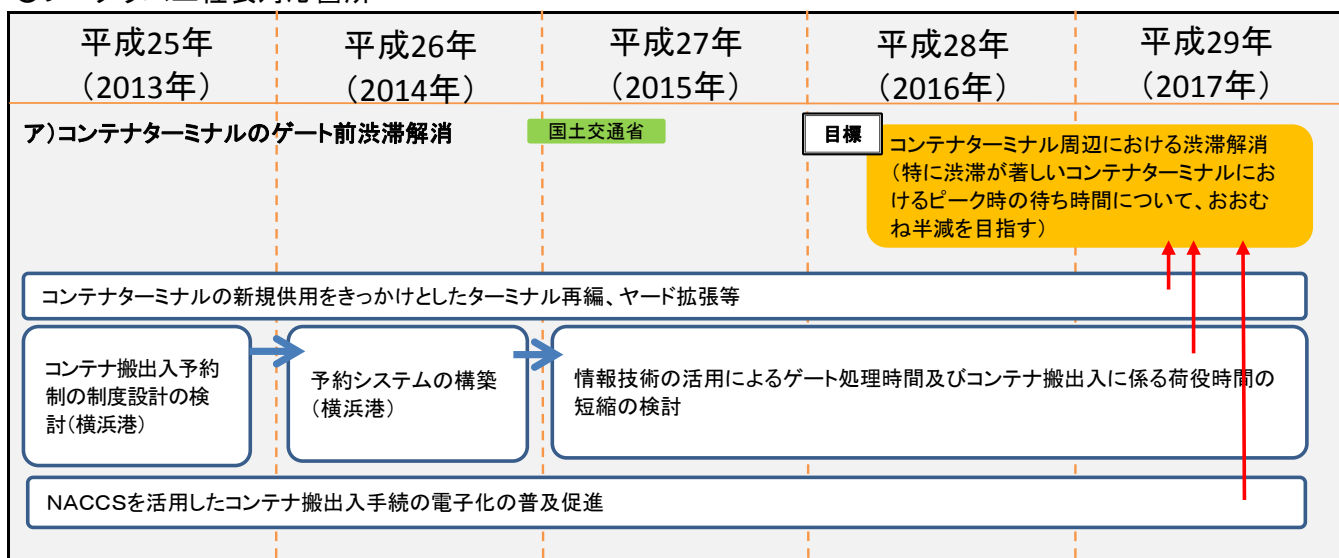 平成25年
(2013年)
平成26年
(2014年)
平成27年
(2015年)
平成28年
(2016年)
平成29年
(2017年)
ア)コンテナターミナルのゲート前渋滞解消
国土交通省
目標
コンテナターミナル周辺における渋滞解消
(特に渋滞が著しいコンテナターミナルにお
けるピーク時の待ち時間について、おおむ
ね半減を目指す)
コンテナターミナルの新規供用をきっかけとしたターミナル再編、ヤード拡張等
コンテナ搬出入予約
制の制度設計の検
討(横浜港)
予約システムの構築
(横浜港)
情報技術の活用によるゲート処理時間及びコンテナ搬出入に係る荷役時間の
短縮の検討
NACCSを活用したコンテナ搬出入手続の電子化の普及促進